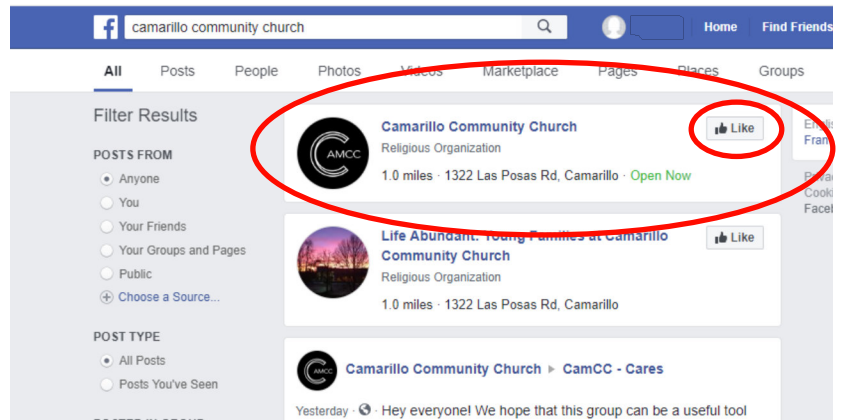 camarillo community church
Home
Find Friends
All Posts People Photos Videos Marketplace Pages Places Groups
Filter Results
POSTS FROM
Anyone
You
Your Friends
Your Groups and Pages
Public
Choose a Source...
POST TYPE
All Posts
Posts You've Seen
AMCC
Camarillo Community Church
Religious Organization
1.0 miles · 1322 Las Posas Rd, Camarillo · Open Now
Like
Life Abundant: Young Families at Camarillo
Community Church
Religious Organization
1.0 miles · 1322 Las Posas Rd, Camarillo
Like
AMCC
Camarillo Community Church ▸ CamCC - Cares
Yesterday · Hey everyone! We hope that this group can be a useful tool